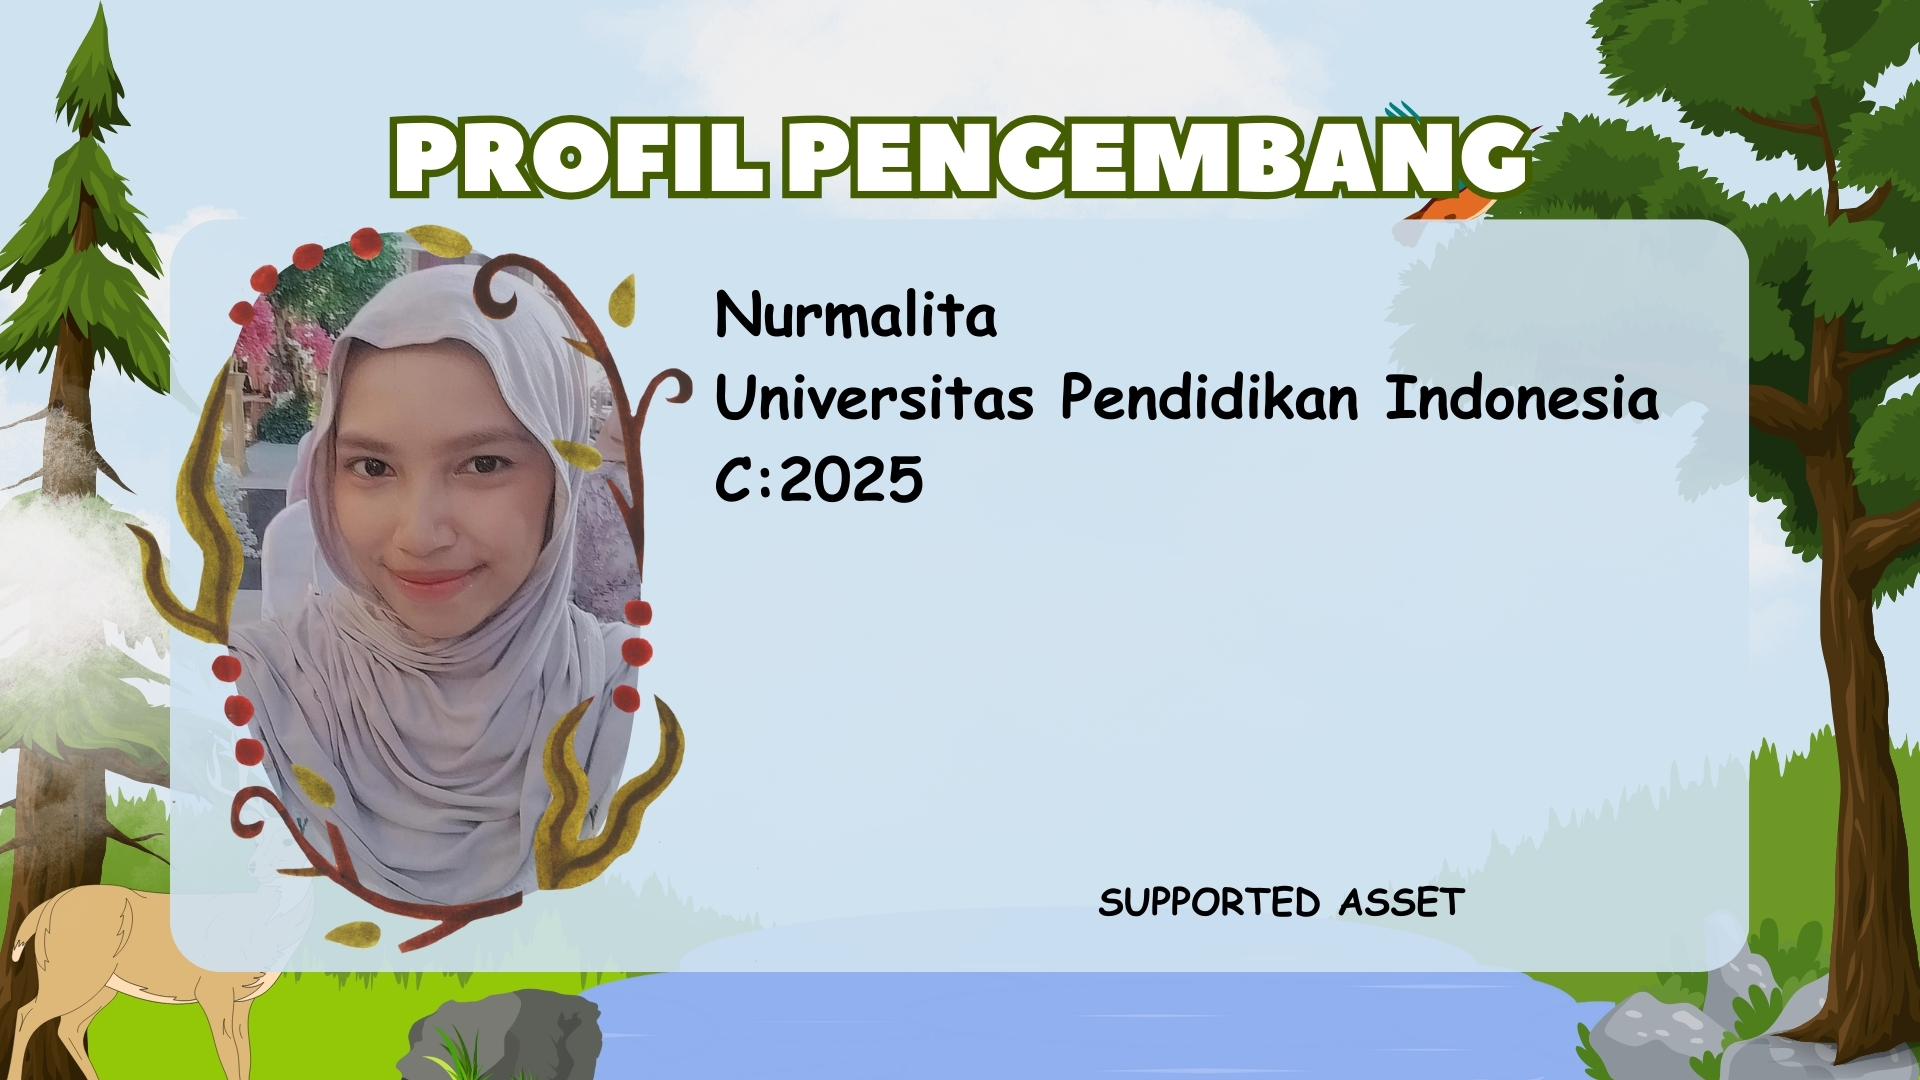 PROFIL PENGEMBANG
Nurmalita
Universitas Pendidikan Indonesia
C:2025
SUPPORTED ASSET